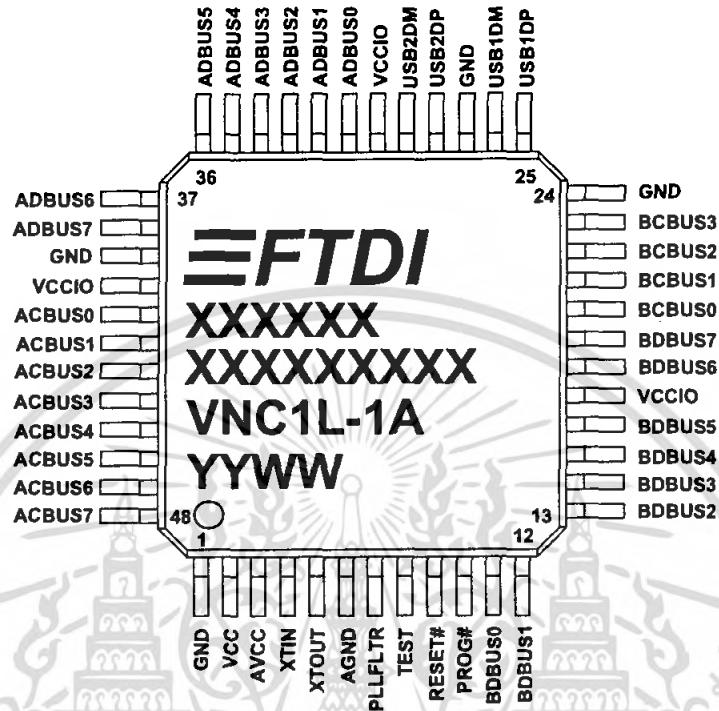 ADBUS5
ADBUS4
ADBUS3
ADBUS2
ADBUS1
ADBUS0
VCCIO
USB2DM
USB2DP
GND
USB1DM
USB1DP
36
25
37
24
ADBUS6
ADBUS7
GND
VCCIO
ACBUS0
ACBUS1
ACBUS2
ACBUS3
ACBUS4
ACBUS5
ACBUS6
ACBUS7
FTDI
XXXXXX
XXXXXXXXX
VNC1L-1A
YYWW
GND
BCBUS3
BCBUS2
BCBUS1
BCBUS0
BDBUS7
BDBUS6
VCCIO
BDBUS5
BDBUS4
BDBUS3
BDBUS2
48
13
1
12
GND
VCC
AVCC
XTIN
XTOUT
AGND
PLLFLTR
TEST
RESET#
PROG#
BDBUS0
BDBUS1